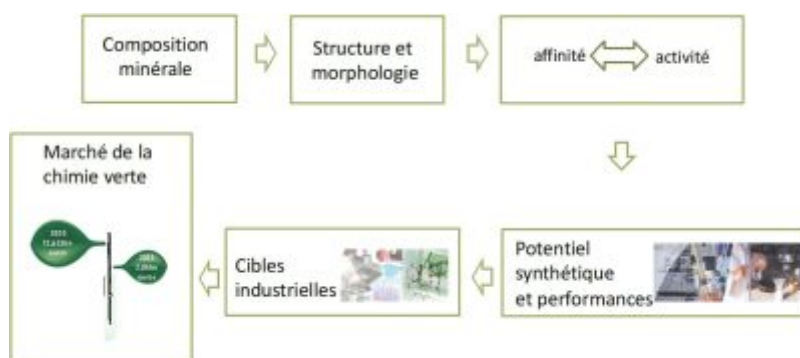 Composition
minérale
Structure et
morphologie
affinité
activité
Potentiel
synthétique
et performances
Cibles
industrielles
Marché de la
chimie verte